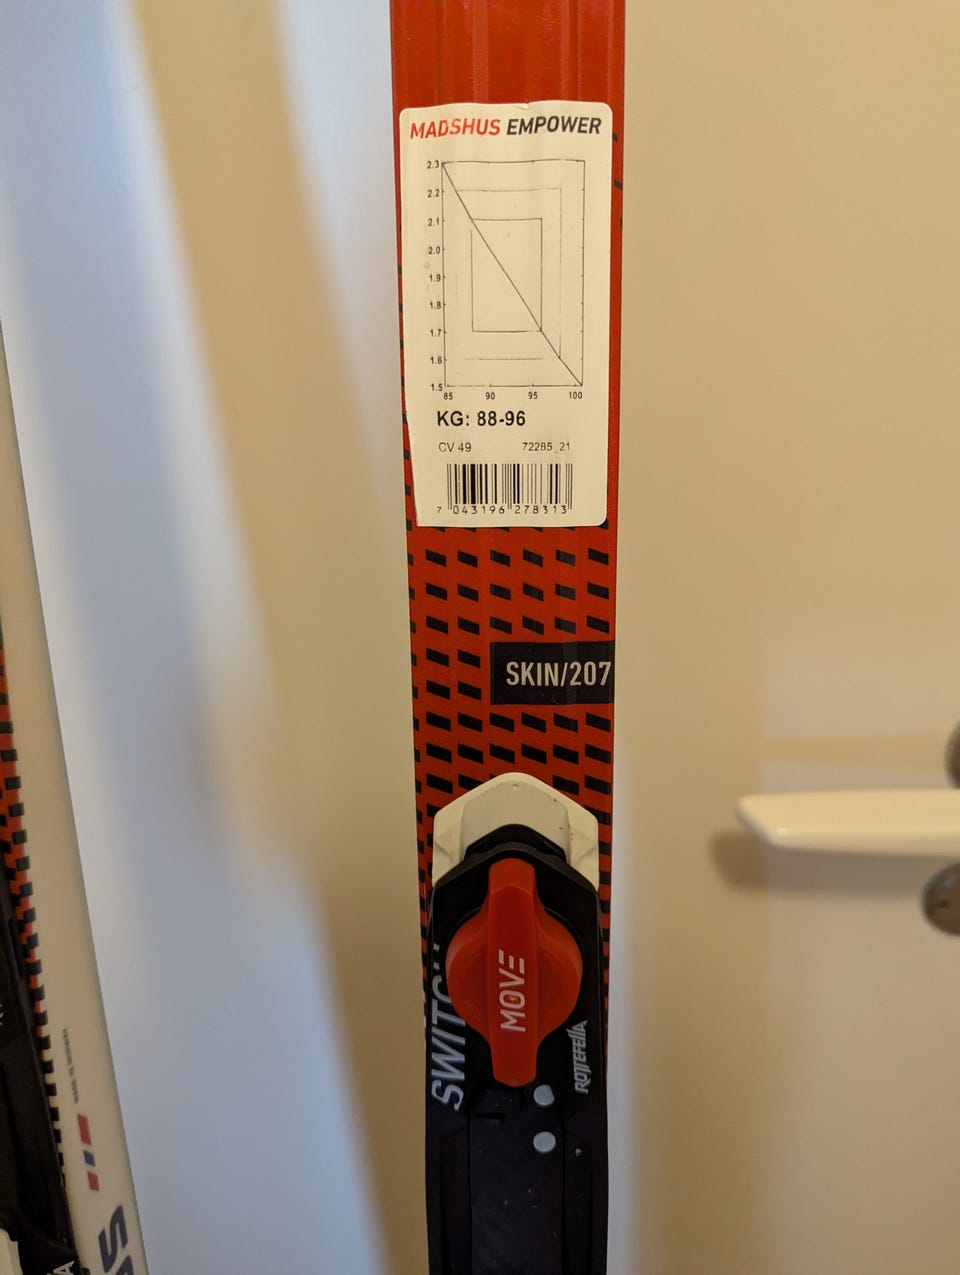 MADSHUS EMPOWER
2.3
2.2
2.1
2.0
1.9
1.8
1.7
1.6
1.5
85 90 95 100
KG: 88-96
CV 49 72285_21
7 043196 278313
SKIN/207
MOVE
SWITCH
ROTTEFELLA